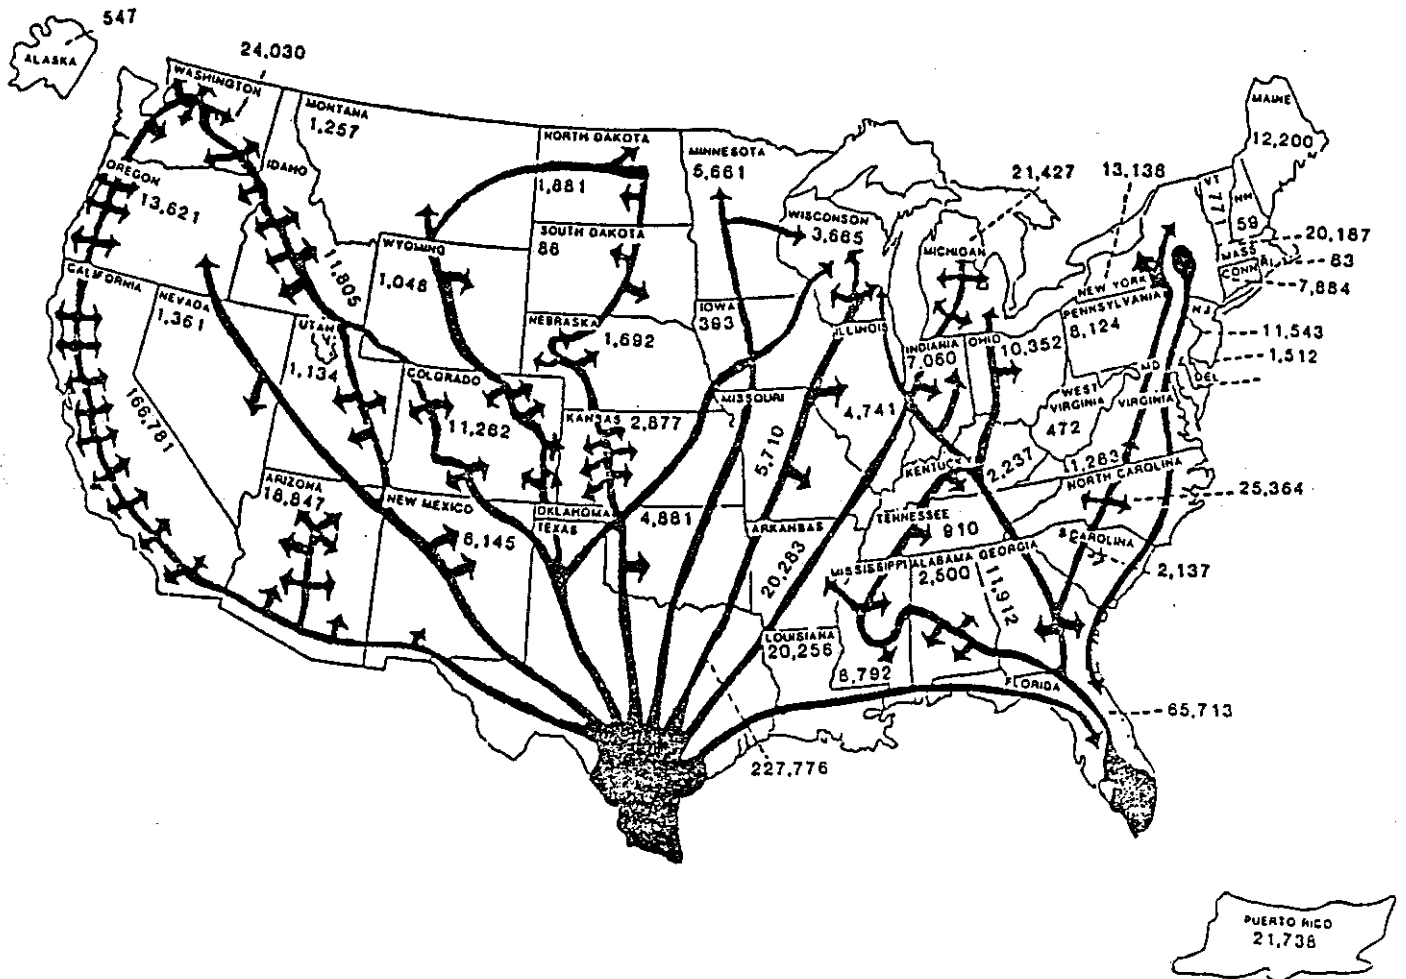 547
ALASKA
24,030
WASHINGTON
MONTANA
1,257
IDAHO
11,805
OREGON
13,621
CALIFORNIA
166,781
NEVADA
1,361
UTAH
1,134
WYOMING
1,048
COLORADO
11,282
ARIZONA
18,847
NEW MEXICO
6,145
NORTH DAKOTA
1,881
SOUTH DAKOTA
88
NEBRASKA
1,692
KANSAS 2,877
OKLAHOMA
4,881
TEXAS
227,776
MINNESOTA
5,661
IOWA
393
MISSOURI
5,710
ARKANSAS
20,283
LOUISIANA
20,256
WISCONSON
3,685
ILLINOIS
4,741
MICHIGAN
21,427
INDIANIA
7,060
OHIO
10,352
KENTUCKY
2,237
TENNESSEE
910
MISSISSIPPI
8,792
ALABAMA
2,500
GEORGIA
11,912
FLORIDA
65,713
S CAROLINA
2,137
NORTH CAROLINA
25,364
VIRGINIA
11,283
WEST
VIRGINIA
472
MD
DEL
1,512
N J
11,543
PENNSYLVANIA
8,124
NEW YORK
13,138
CONN
7,884
R I
83
MASS
20,187
VT
77
NH
59
MAINE
12,200
PUERTO RICO
21,738